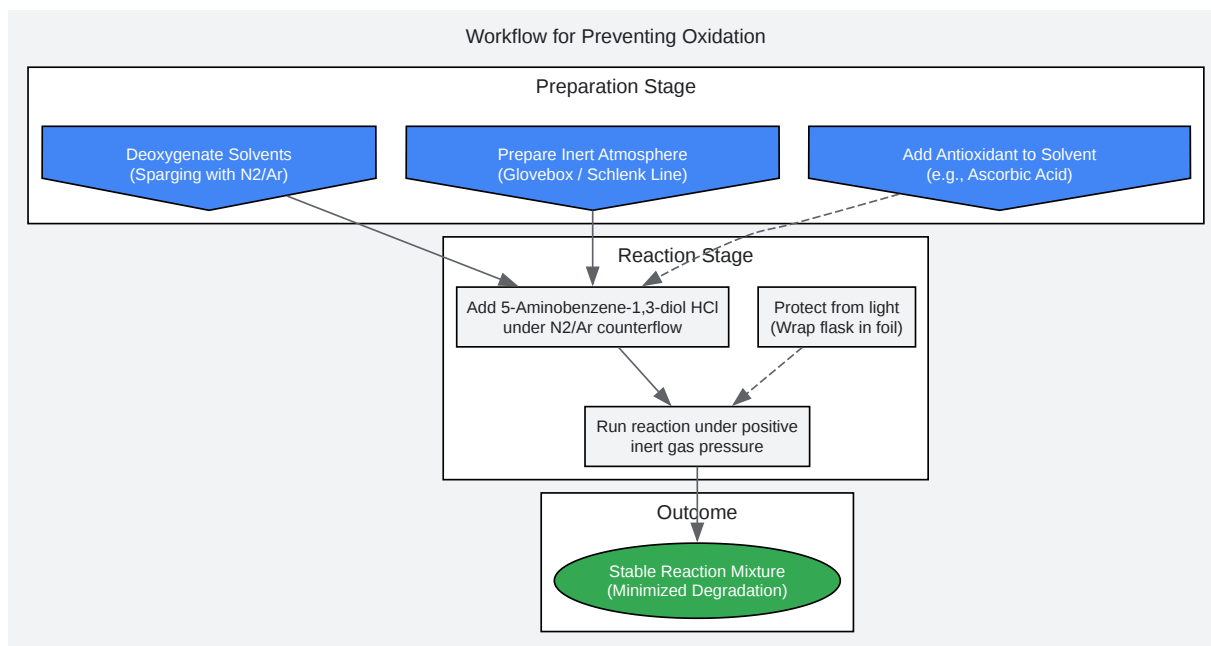 Workflow for Preventing Oxidation
Preparation Stage
Deoxygenate Solvents
(Sparging with N2/Ar)
Prepare Inert Atmosphere
(Glovebox / Schlenk Line)
Add Antioxidant to Solvent
(e.g., Ascorbic Acid)
Reaction Stage
Add 5-Aminobenzene-1,3-diol HCl
under N2/Ar counterflow
Protect from light
(Wrap flask in foil)
Run reaction under positive
inert gas pressure
Outcome
Stable Reaction Mixture
(Minimized Degradation)